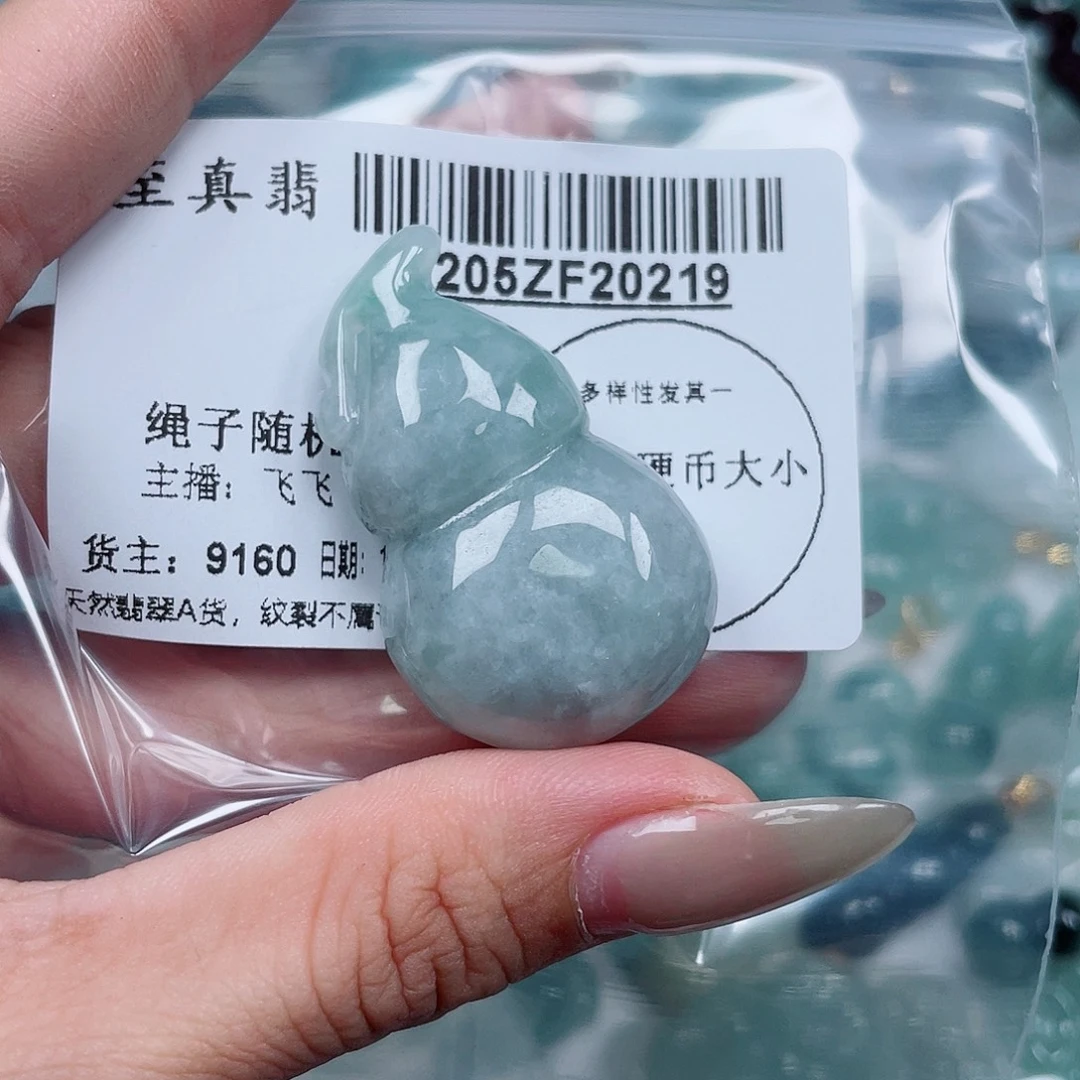 至真翡
205ZF20219
多样性发其一
硬币大小
绳子随机
主播：飞飞
货主：9160 日期：1
天然翡翠A货，纹裂不属